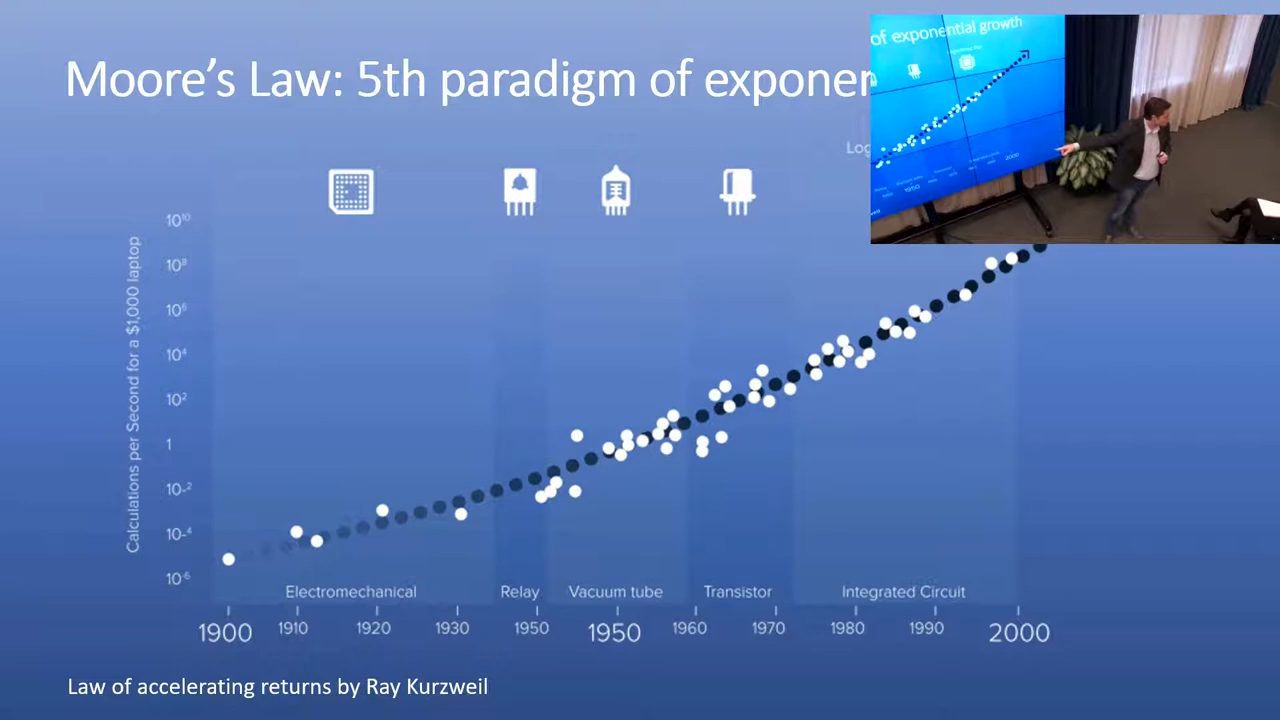 Moore's Law: 5th paradigm of exponen
of exponential growth
Log
10¹⁰
10⁸
10⁶
10⁴
10²
1
10-²
10-⁴
10-⁶
Calculations per Second for a $1,000 laptop
Electromechanical
Relay
Vacuum tube
Transistor
Integrated Circuit
1900
1910
1920
1930
1950
1950
1960
1970
1980
1990
2000
1950
2000
Law of accelerating returns by Ray Kurzweil